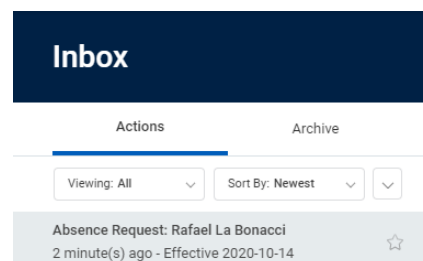 Inbox
Actions Archive
Viewing: All Sort By: Newest
Absence Request: Rafael La Bonacci
2 minute(s) ago - Effective 2020-10-14